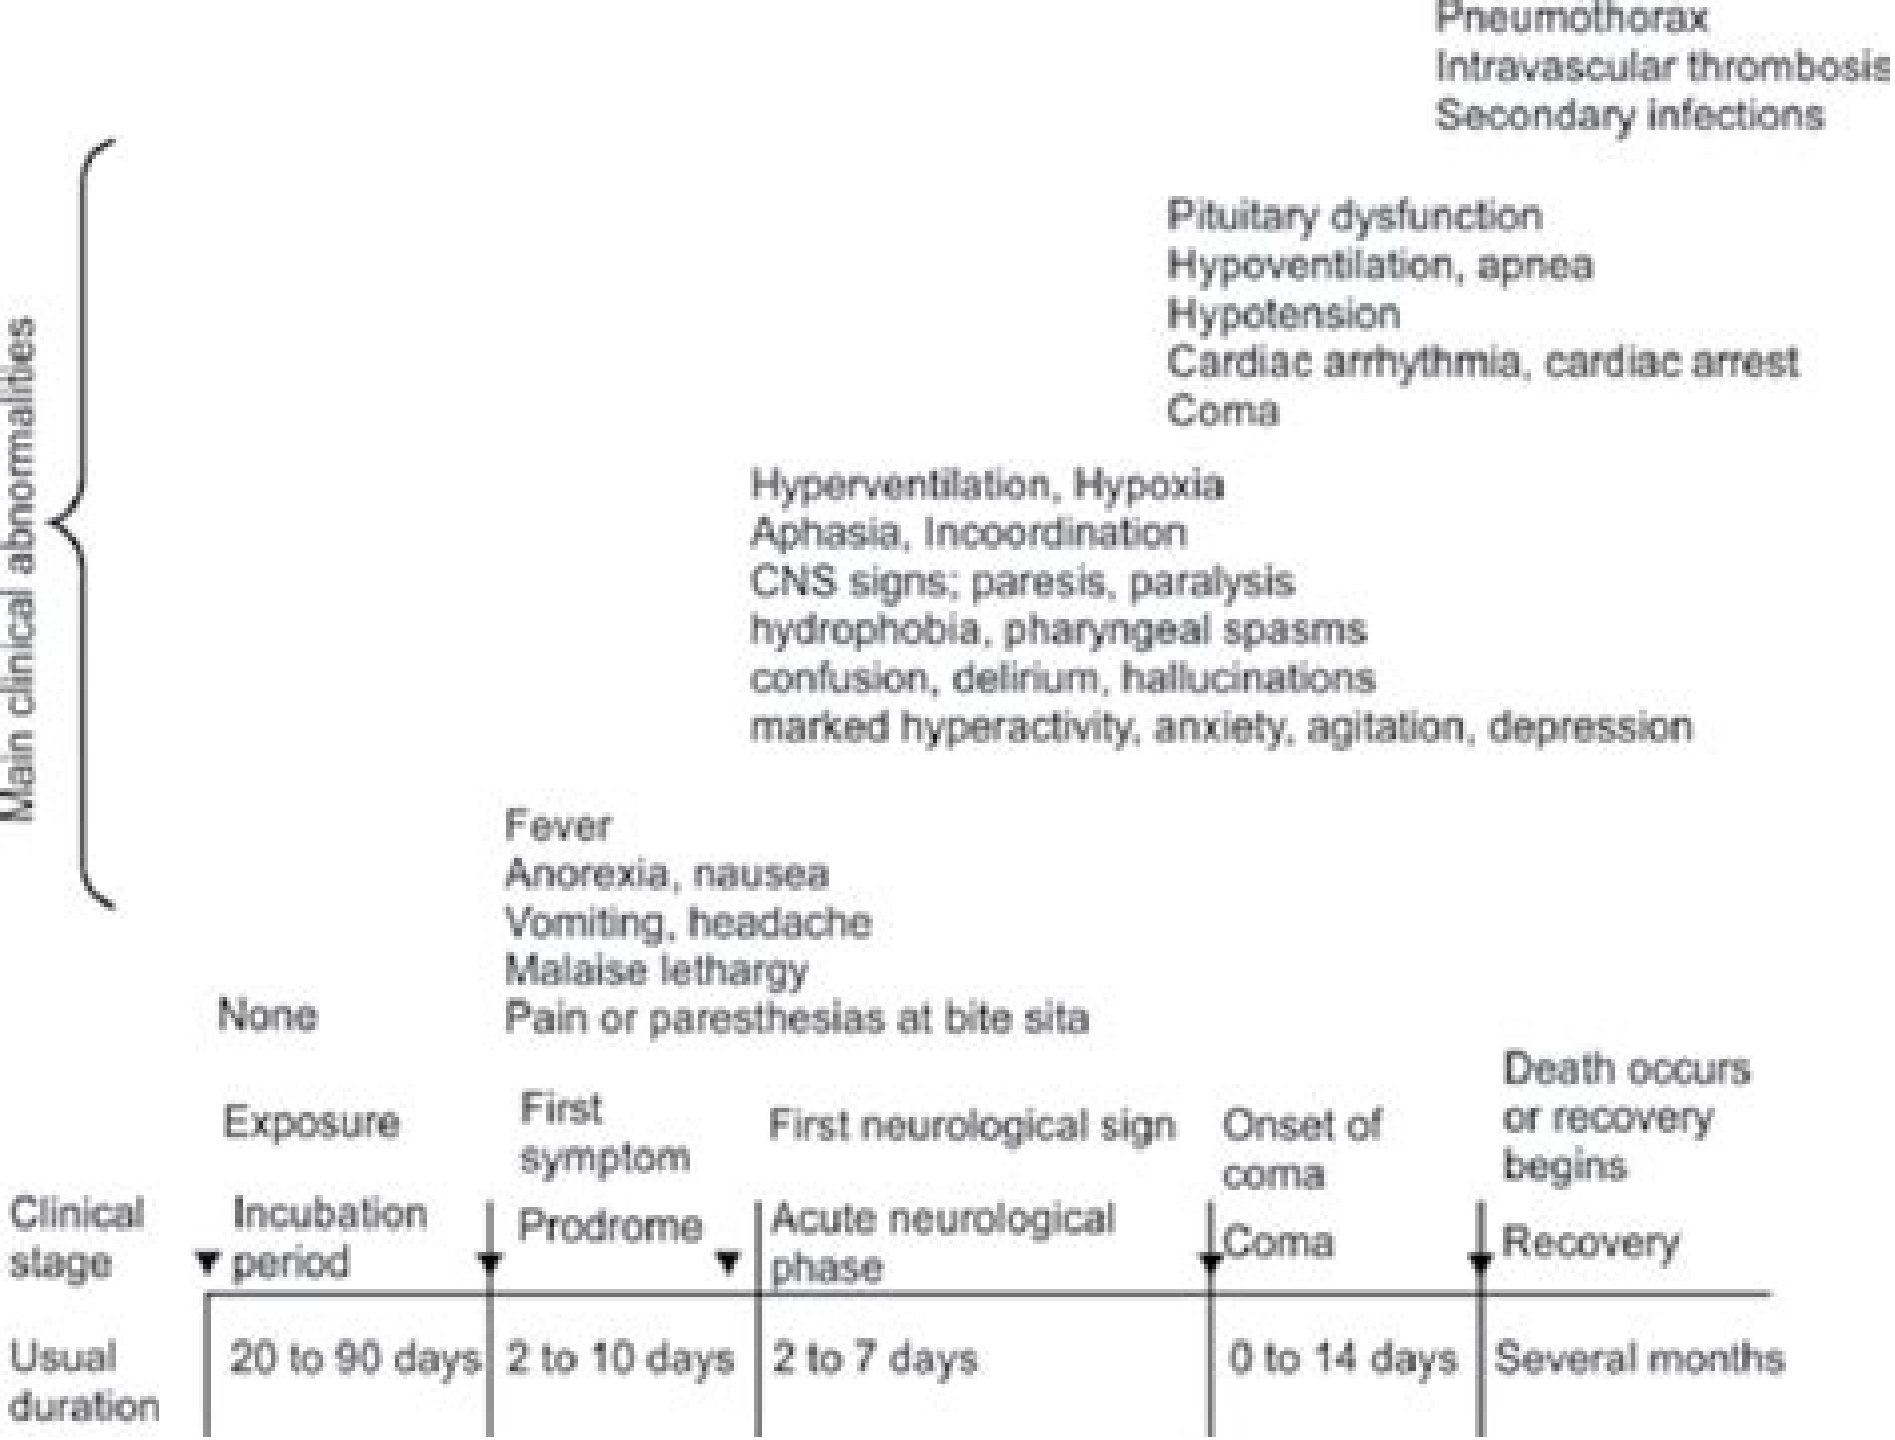 Pneumothorax
Intravascular thrombosis
Secondary infections
Pituitary dysfunction
Hypoventilation, apnea
Hypotension
Cardiac arrhythmia, cardiac arrest
Coma
Main clinical abnormalities
Hyperventilation, Hypoxia
Aphasia, Incoordination
CNS signs; paresis, paralysis
hydrophobia, pharyngeal spasms
confusion, delirium, hallucinations
marked hyperactivity, anxiety, agitation, depression
Fever
Anorexia, nausea
Vomiting, headache
Malaise lethargy
Pain or paresthesias at bite sita
None
Exposure
First
symptom
First neurological sign
Onset of
coma
Death occurs
or recovery
begins
Clinical
stage
Incubation
period
Prodrome
Acute neurological
phase
Coma
Recovery
Usual
duration
20 to 90 days
2 to 10 days
2 to 7 days
0 to 14 days
Several months